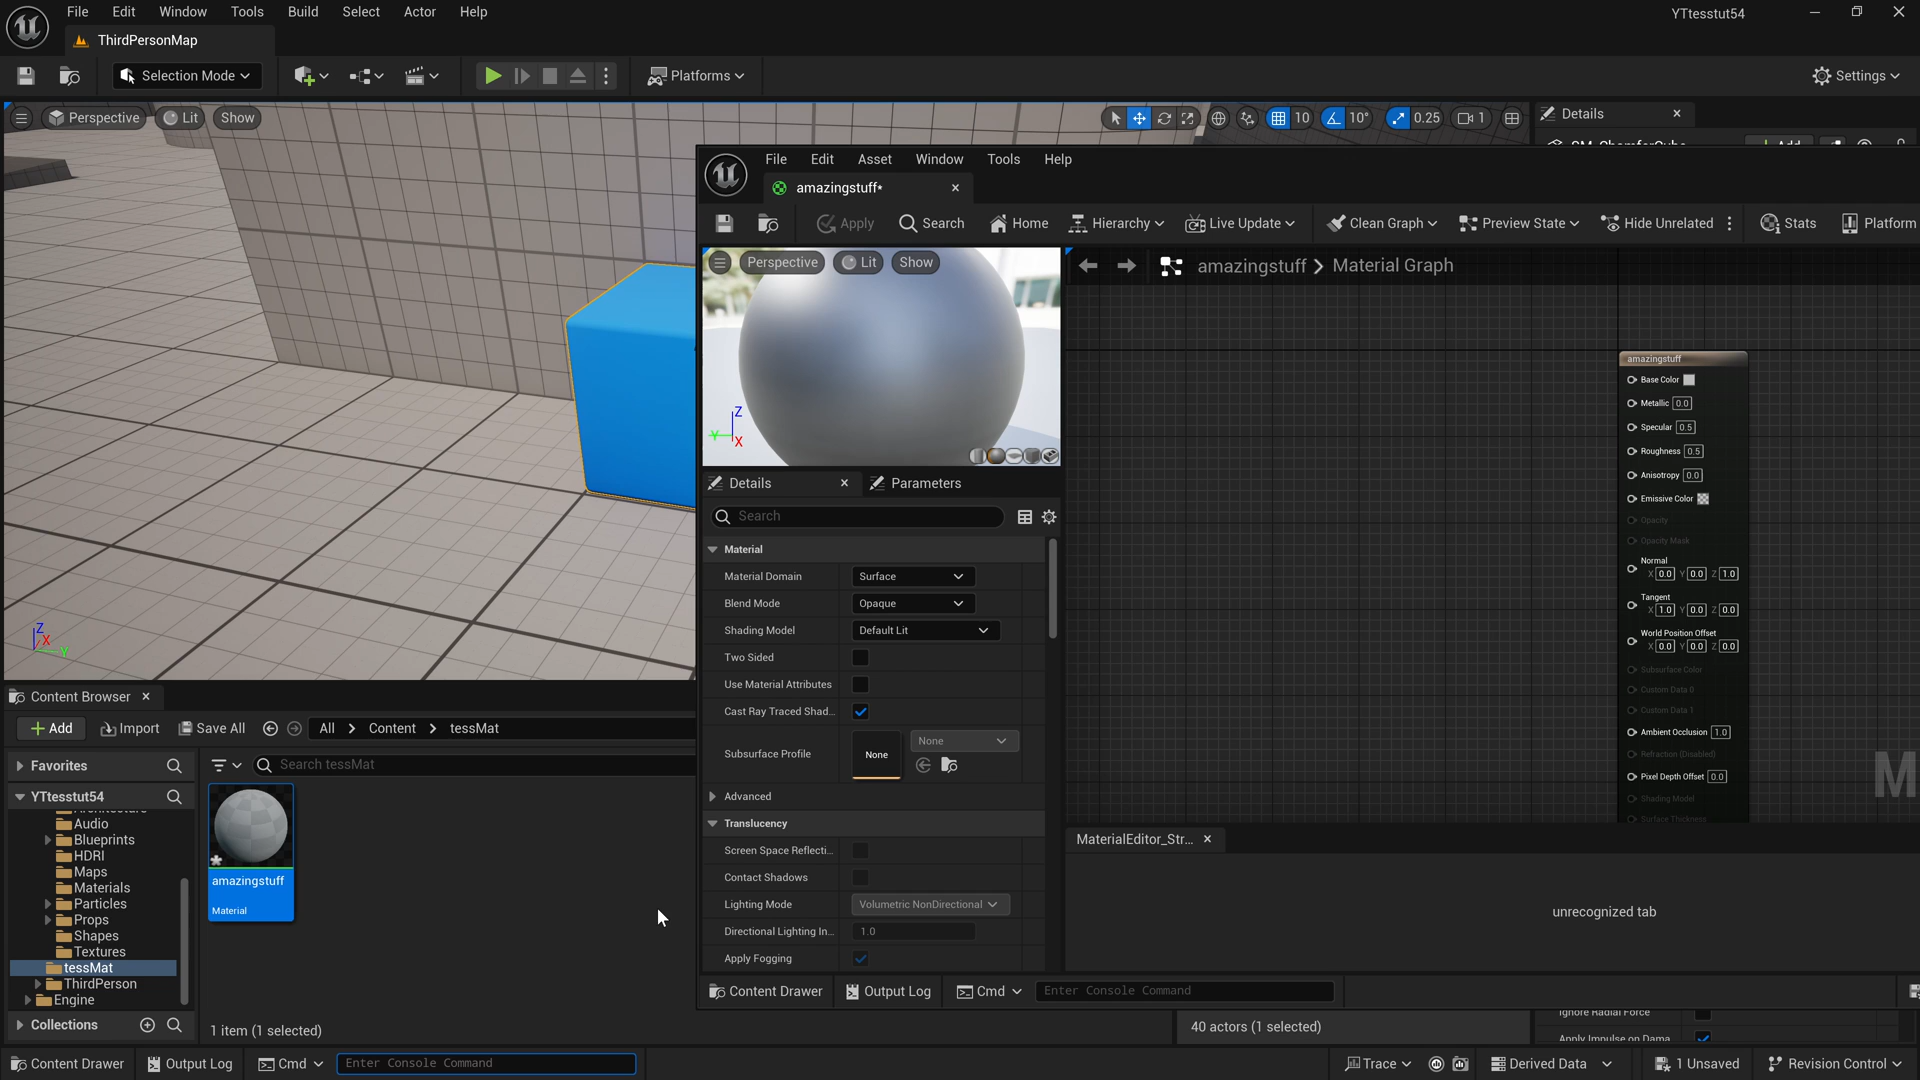 File Edit Window Tools Build Select Actor Help
YTtesstut54
ThirdPersonMap
Selection Mode
Platforms
Settings
Perspective Lit Show
10 10° 0.25 1
Details
Add
File Edit Asset Window Tools Help
amazingstuff*
Apply Search Home Hierarchy Live Update Clean Graph Preview State Hide Unrelated Stats Platform
Perspective Lit Show
amazingstuff > Material Graph
Z
Y
X
amazingstuff
Base Color
Metallic 0.0
Specular 0.5
Roughness 0.5
Anisotropy 0.0
Emissive Color
Opacity
Opacity Mask
Normal
X 0.0 Y 0.0 Z 1.0
Tangent
X 1.0 Y 0.0 Z 0.0
World Position Offset
X 0.0 Y 0.0 Z 0.0
Subsurface Color
Custom Data 0
Custom Data 1
Ambient Occlusion 1.0
Refraction (Disabled)
Pixel Depth Offset 0.0
Shading Model
Surface Thickness
M
Details Parameters
Search
Material
Material Domain Surface
Blend Mode Opaque
Shading Model Default Lit
Two Sided
Use Material Attributes
Cast Ray Traced Shad...
Subsurface Profile None None
Advanced
Translucency
Screen Space Reflecti...
Contact Shadows
Lighting Mode Volumetric NonDirectional
Directional Lighting In... 1.0
Apply Fogging
MaterialEditor_Str...
unrecognized tab
Content Drawer Output Log Cmd Enter Console Command
Z
X
Y
Content Browser
Add Import Save All All > Content > tessMat
Favorites
Search tessMat
YTtesstut54
Audio
Blueprints
HDRI
Maps
Materials
Particles
Props
Shapes
Textures
tessMat
ThirdPerson
Engine
Collections
amazingstuff
Material
1 item (1 selected)
40 actors (1 selected)
Ignore Radial Force
Apply Impulse on Dama
Content Drawer Output Log Cmd Enter Console Command
Trace Derived Data 1 Unsaved Revision Control